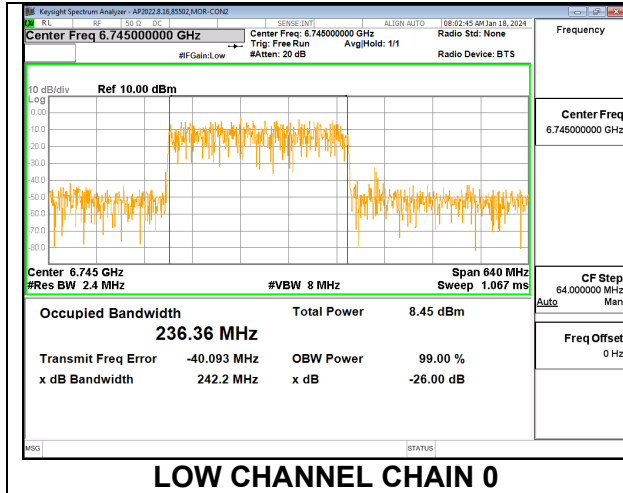 Keysight Spectrum Analyzer - AP2022.8.16,85502,MOR-CON2
RL RF 50 Ω DC SENSE:INT ALIGN AUTO 08:02:45 AM Jan 18, 2024
Center Freq 6.745000000 GHz Center Freq: 6.745000000 GHz Radio Std: None Frequency
Trig: Free Run Avg|Hold: 1/1
#IFGain:Low #Atten: 20 dB Radio Device: BTS
10 dB/div Ref 10.00 dBm
Log
0.00
-10.0
-20.0
-30.0
-40.0
-50.0
-60.0
-70.0
-80.0
Center Freq
6.745000000 GHz
Center 6.745 GHz Span 640 MHz
#Res BW 2.4 MHz #VBW 8 MHz Sweep 1.067 ms
CF Step
64.000000 MHz
Auto Man
Freq Offset
0 Hz
Occupied Bandwidth Total Power 8.45 dBm
236.36 MHz
Transmit Freq Error -40.093 MHz OBW Power 99.00 %
x dB Bandwidth 242.2 MHz x dB -26.00 dB
MSG STATUS
LOW CHANNEL CHAIN 0